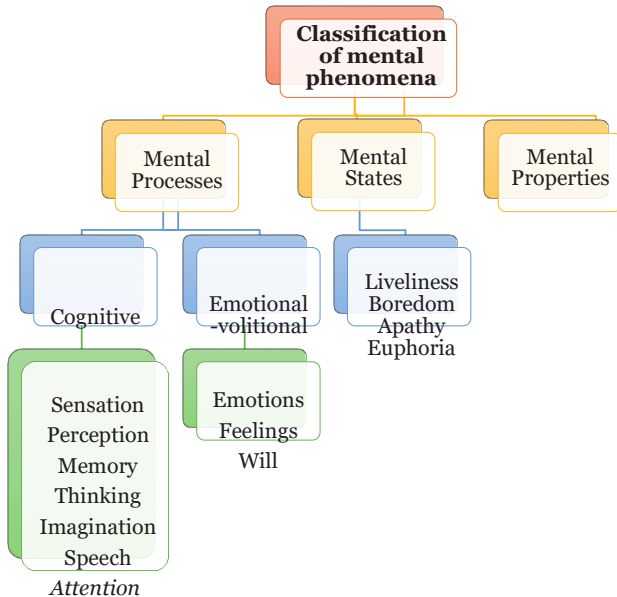 Classification
of mental
phenomena
Mental
Processes
Mental
States
Mental
Properties
Cognitive
Emotional
-volitional
Liveliness
Boredom
Apathy
Euphoria
Sensation
Perception
Memory
Thinking
Imagination
Speech
Attention
Emotions
Feelings
Will